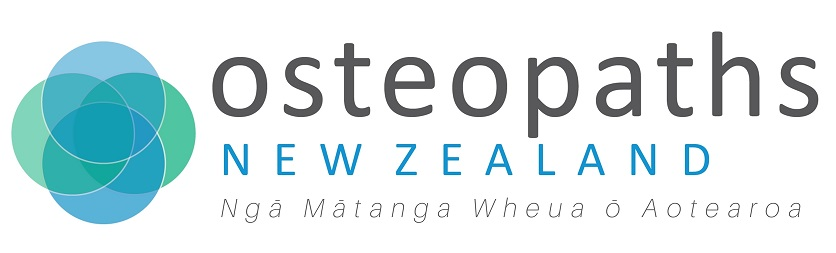 osteopaths
NEW ZEALAND
Ngā Mātanga Wheua ō Aotearoa